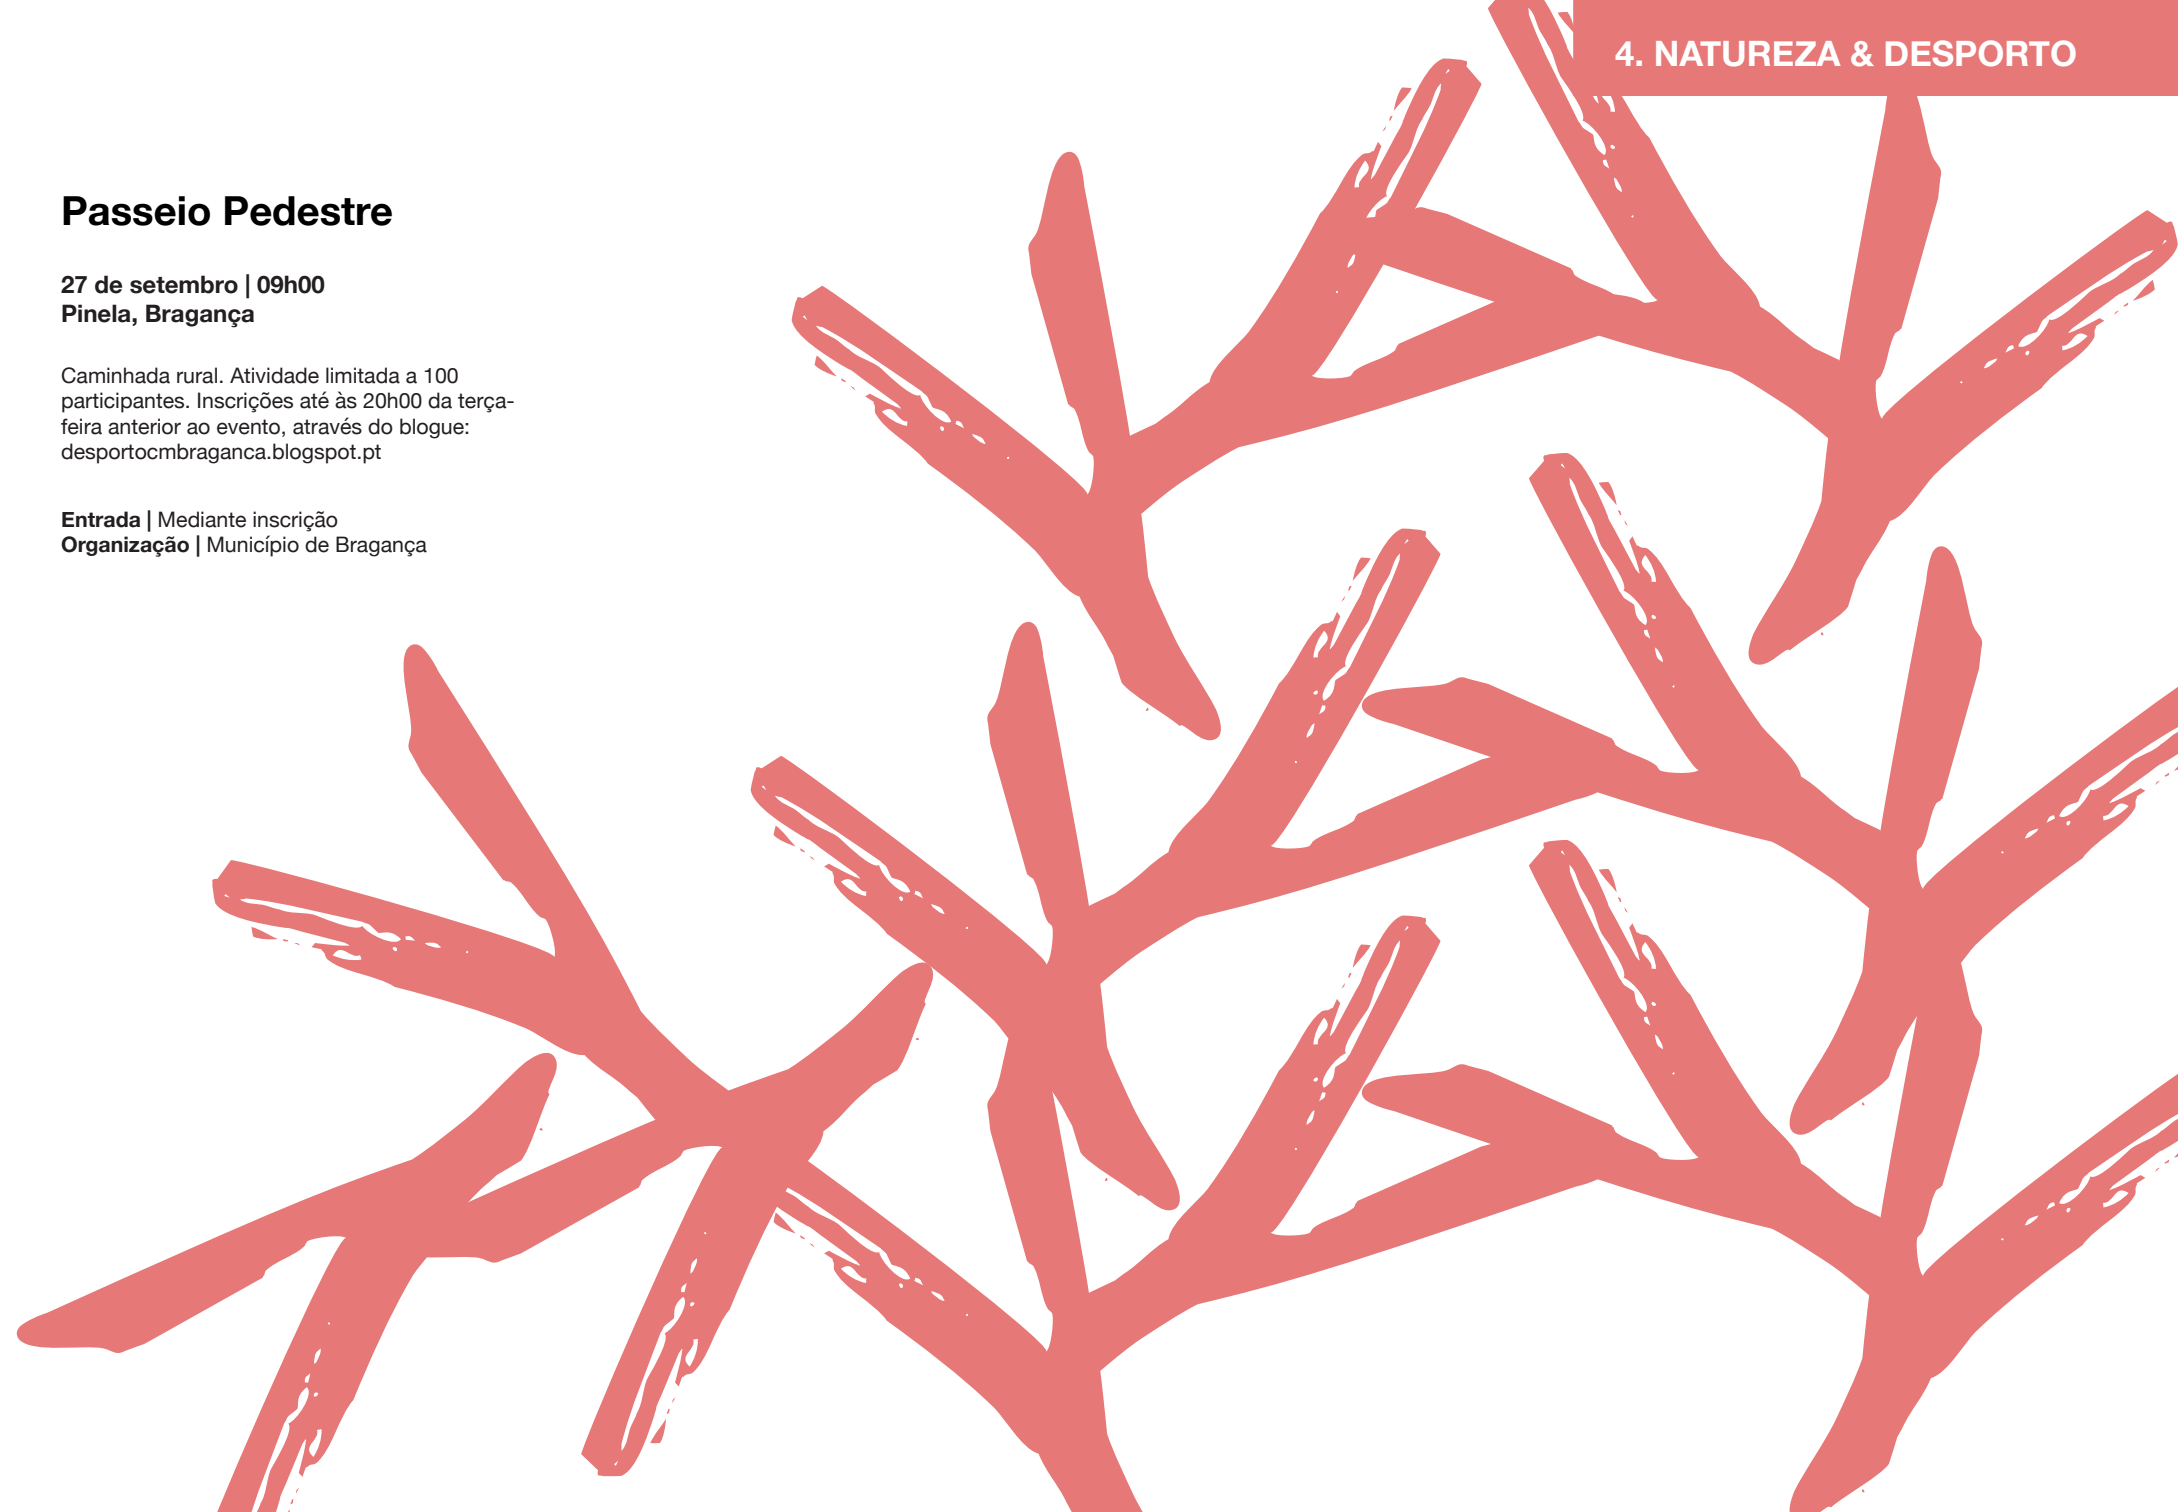 4. NATUREZA & DESPORTO
Passeio Pedestre
27 de setembro | 09h00
Pinela, Bragança
Caminhada rural. Atividade limitada a 100
participantes. Inscrições até às 20h00 da terça-
feira anterior ao evento, através do blogue:
desportocmbraganca.blogspot.pt
Entrada | Mediante inscrição
Organização | Município de Bragança